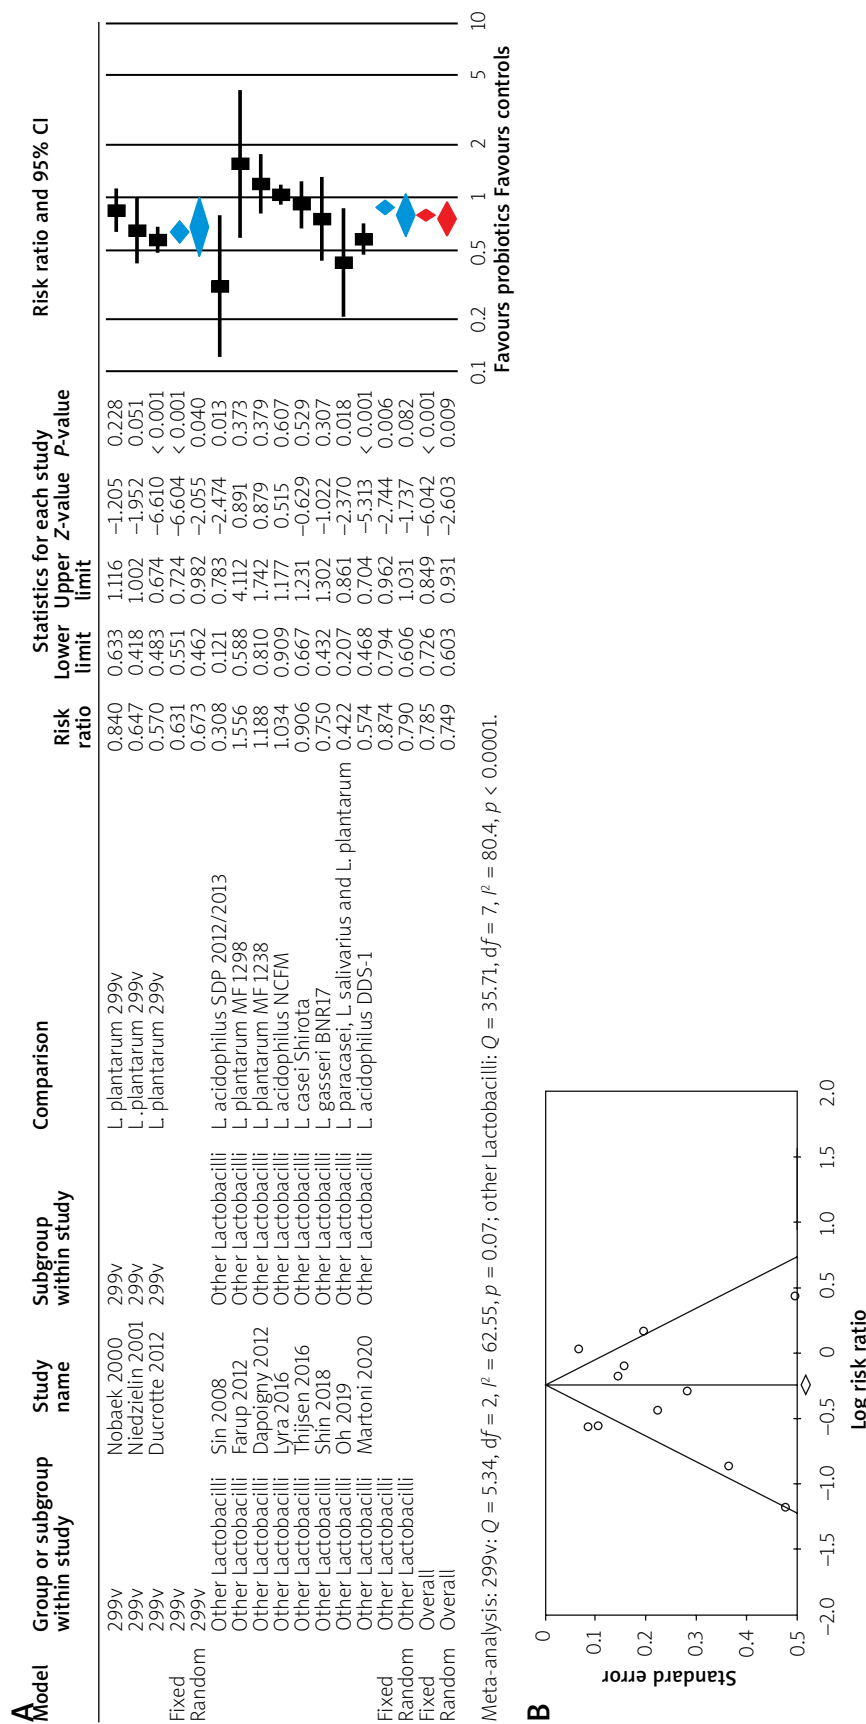 A
Model Group or subgroup within study Study name Subgroup within study Comparison Statistics for each study Risk ratio and 95% CI
Risk ratio Lower limit Upper limit Z-value P-value
299v Nobaek 2000 299v L. plantarum 299v 0.840 0.633 1.116 −1.205 0.228
299v Niedzielin 2001 299v L .plantarum 299v 0.647 0.418 1.002 −1.952 0.051
299v Ducrotte 2012 299v L. plantarum 299v 0.570 0.483 0.674 −6.610 < 0.001
Fixed 299v 0.631 0.551 0.724 −6.604 < 0.001
Random 299v 0.673 0.462 0.982 −2.055 0.040
Other Lactobacilli Sin 2008 Other Lactobacilli L. acidophilus SDP 2012/2013 0.308 0.121 0.783 −2.474 0.013
Other Lactobacilli Farup 2012 Other Lactobacilli L. plantarum MF 1298 1.556 0.588 4.112 0.891 0.373
Other Lactobacilli Dapoigny 2012 Other Lactobacilli L. plantarum MF 1238 1.188 0.810 1.742 0.879 0.379
Other Lactobacilli Lyra 2016 Other Lactobacilli L. acidophilus NCFM 1.034 0.909 1.177 0.515 0.607
Other Lactobacilli Thijsen 2016 Other Lactobacilli L. casei Shirota 0.906 0.667 1.231 −0.629 0.529
Other Lactobacilli Shin 2018 Other Lactobacilli L. gasseri BNR17 0.750 0.432 1.302 −1.022 0.307
Other Lactobacilli Oh 2019 Other Lactobacilli L. paracasei, L. salivarius and L. plantarum 0.422 0.207 0.861 −2.370 0.018
Other Lactobacilli Martoni 2020 Other Lactobacilli L. acidophilus DDS-1 0.574 0.468 0.704 −5.313 < 0.001
Fixed Other Lactobacilli 0.874 0.794 0.962 −2.744 0.006
Random Other Lactobacilli 0.790 0.606 1.031 −1.737 0.082
Fixed Overall 0.785 0.726 0.849 −6.042 < 0.001
Random Overall 0.749 0.603 0.931 −2.603 0.009
0.1 0.2 0.5 1 2 5 10
Favours probiotics Favours controls
Meta-analysis: 299v: Q = 5.34, df = 2, I² = 62.55, p = 0.07; other Lactobacilli: Q = 35.71, df = 7, I² = 80.4, p < 0.0001.
B
Standard error
0
0.1
0.2
0.3
0.4
0.5
−2.0 −1.5 −1.0 −0.5 0 0.5 1.0 1.5 2.0
Log risk ratio